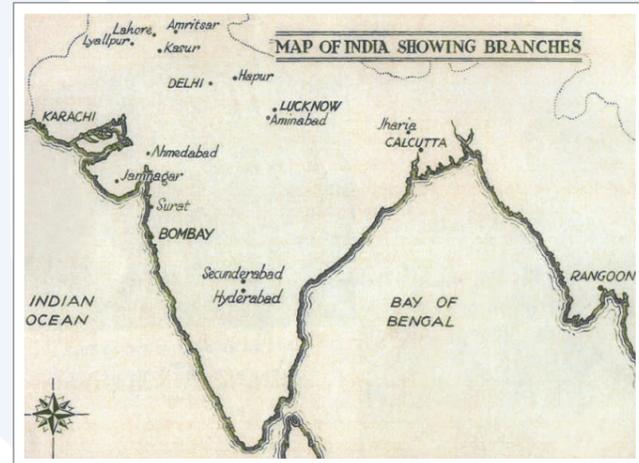 MAP OF INDIA SHOWING BRANCHES
Lahore
Amritsar
Lyallpur
Kasur
DELHI
Hapur
LUCKNOW
Aminabad
KARACHI
Jharia
CALCUTTA
Ahmedabad
Jamnagar
Surat
BOMBAY
Secunderabad
Hyderabad
RANGOON
INDIAN
OCEAN
BAY OF
BENGAL